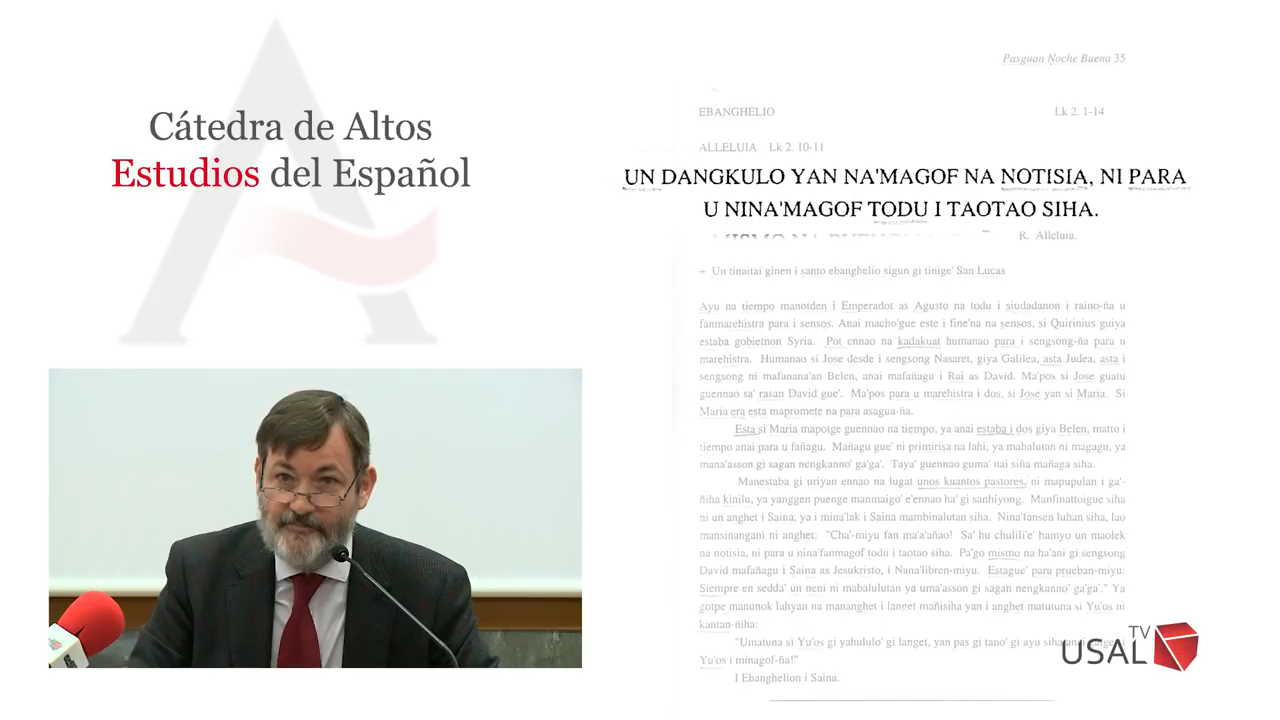 Cátedra de Altos
Estudios del Español
Pasguan Noche Buena 35
EBANGHELIO Lk 2. 1-14
ALLELUIA Lk 2. 10-11
UN DANGKULO YAN NA'MAGOF NA NOTISIA, NI PARA
U NINA'MAGOF TODU I TAOTAO SIHA.
R. Alleluia.
+ Un tinaitai ginen i santo ebanghelio sigun gi tinige' San Lucas
Ayu na tiempo manotden i Emperadot as Agusto na todu i siudadanon i raino-ña u
fanmarehistra para i sensos. Anai macho'gue este i fine'na na sensos, si Quirinius guiya
estaba gobietnon Syria. Pot ennao na kadakuat humanao para i sengsong-ña para u
marehistra. Humanao si Jose desde i sengsong Nasaret, giya Galilea, asta Judea, asta i
sengsong ni mafanana'an Belen, anai mafañagu i Rai as David. Ma'pos si Jose guatu
guennao sa' rasan David gue'. Ma'pos para u marehistra i dos, si Jose yan si Maria. Si
Maria era esta mapromete na para asagua-ña.
Esta si Maria mapotge guennao na tiempo, ya anai estaba i dos giya Belen, matto i
tiempo anai para u fañagu. Mañagu gue' ni primirisa na lahi, ya mabalutan ni magagu, ya
mana'asson gi sagan nengkanno' ga'ga'. Taya' guennao guma' nai siña mañaga siha.
Manestaba gi uriyan ennao na lugat unos kuantos pastores, ni mapupulan i ga'-
ñiha kinilu, ya yanggen puenge manmaigo' e'ennao ha' gi sanhiyong. Manfinattoigue siha
ni un anghet i Saina, ya i mina'lak i Saina mambinalutan siha. Nina'fansen luhan siha, lao
mansinangani ni anghet: "Cha'-miyu fan ma'a'añao! Sa' hu chulili'e' hamyo un maolek
na notisia, ni para u nina'fanmagof todu i taotao siha. Pa'go mismo na ha'ani gi sengsong
David mafañagu i Saina as Jesukristo, i Nana'libren-miyu. Estague' para prueban-miyu:
Siempre en sedda' un neni ni mabalulutan ya uma'asson gi sagan nengkanno' ga'ga'." Ya
gotpe manunok lahyan na mananghet i langet mañisiha yan i anghet matutuna si Yu'os ni
kantan-ñiha:
"Umatuna si Yu'os gi yahululo' gi langet, yan pas gi tano' gi ayu siha
Yu'os i minagof-ña!"
I Ebanghelion i Saina.
USAL TV